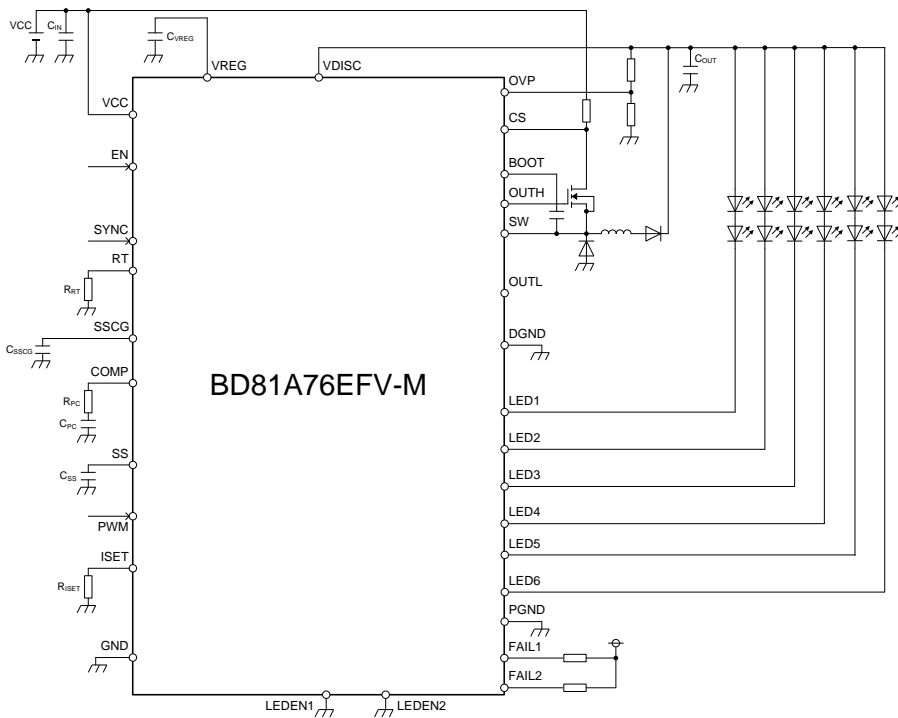 VCC
CIN
CVREG
VREG
VDISC
COUT
VCC
EN
SYNC
RT
RRT
SSCG
CSSCG
COMP
RPC
CPC
SS
CSS
PWM
ISET
RISET
GND
BD81A76EFV-M
OVP
CS
BOOT
OUTH
SW
OUTL
DGND
LED1
LED2
LED3
LED4
LED5
LED6
PGND
FAIL1
FAIL2
LEDEN1
LEDEN2